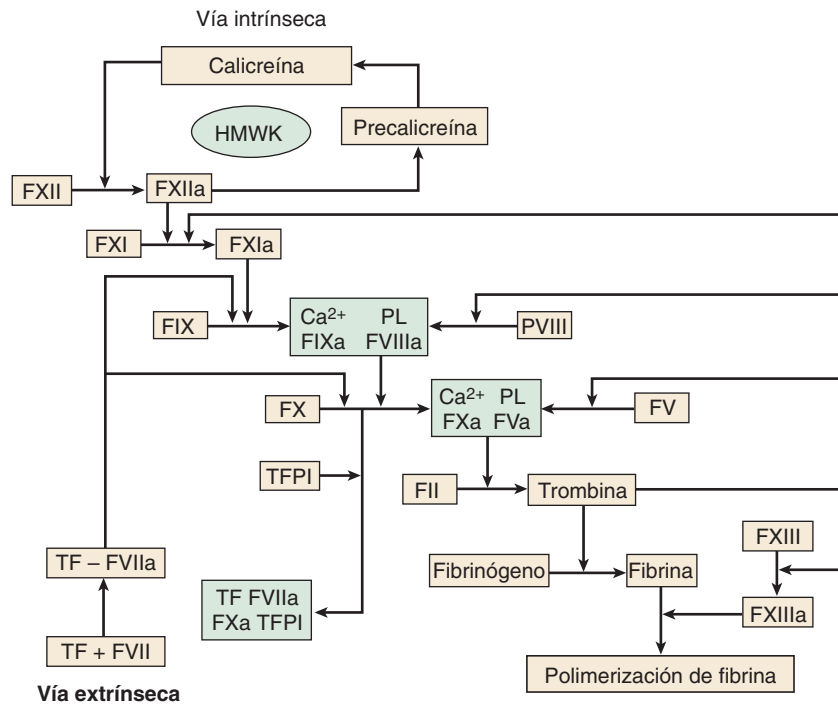 Vía intrínseca
Calicreína
HMWK
Precalicreína
FXII
FXIIa
FXI
FXIa
FIX
Ca²⁺ PL
FIXa FVIIIa
PVIII
FX
Ca²⁺ PL
FXa FVa
FV
TFPI
FII
Trombina
FXIII
TF – FVIIa
Fibrinógeno
Fibrina
TF FVIIa
FXa TFPI
FXIIIa
TF + FVII
Polimerización de fibrina
Vía extrínseca